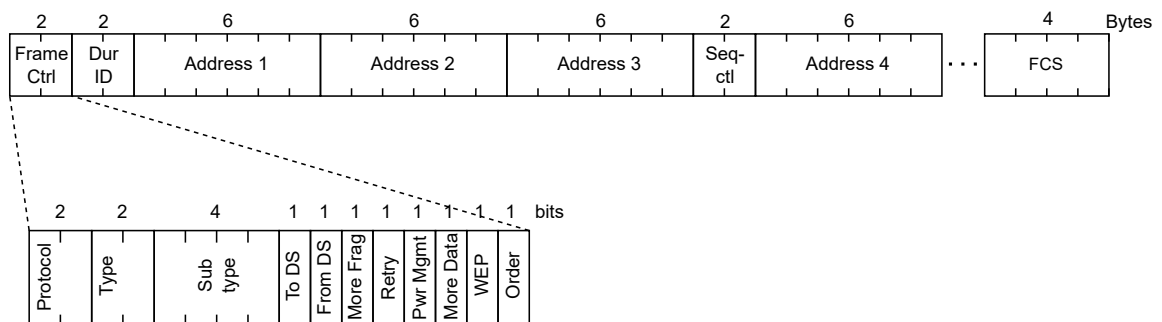 2 2 6 6 6 2 6 4 Bytes
Frame Ctrl
Dur ID
Address 1
Address 2
Address 3
Seq-
ctl
Address 4
...
FCS
2 2 4 1 1 1 1 1 1 1 1 bits
Protocol
Type
Sub
type
To DS
From DS
More Frag
Retry
Pwr Mgmt
More Data
WEP
Order